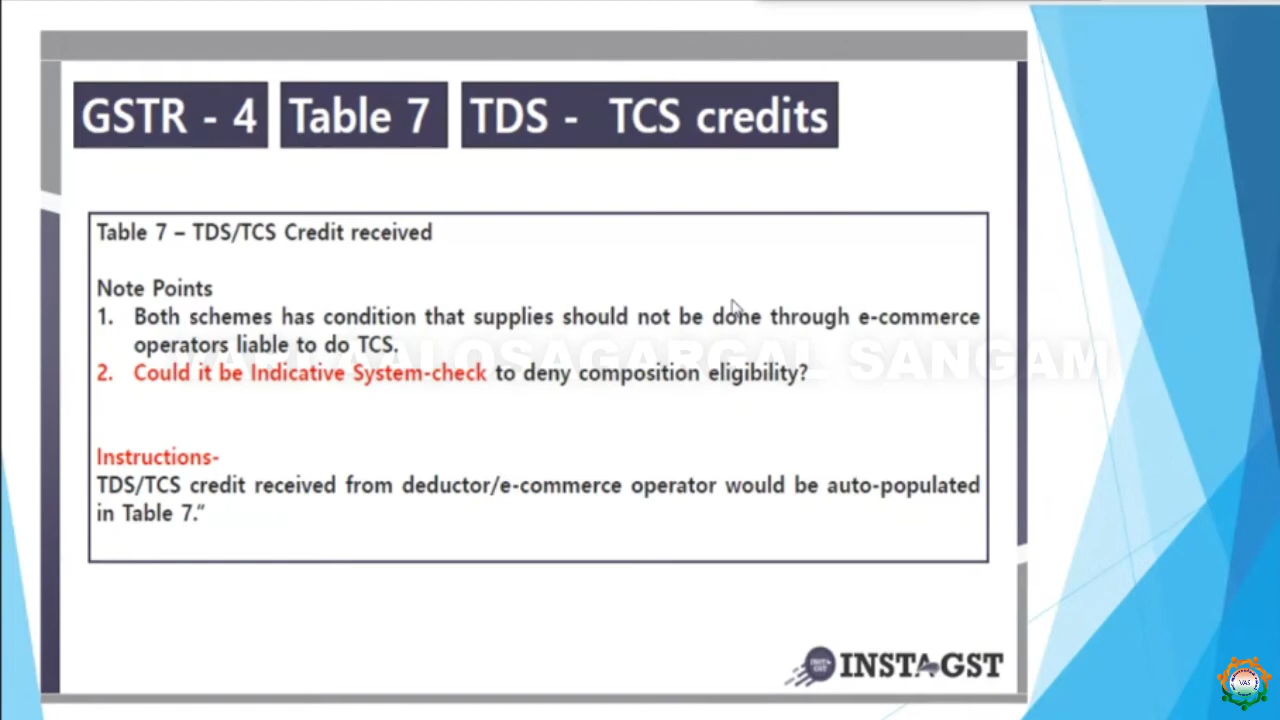 GSTR - 4 Table 7 TDS - TCS credits
Table 7 – TDS/TCS Credit received
Note Points
1. Both schemes has condition that supplies should not be done through e-commerce
operators liable to do TCS.
2. Could it be Indicative System-check to deny composition eligibility?
Instructions-
TDS/TCS credit received from deductor/e-commerce operator would be auto-populated
in Table 7.”
INSTAGST
VAS